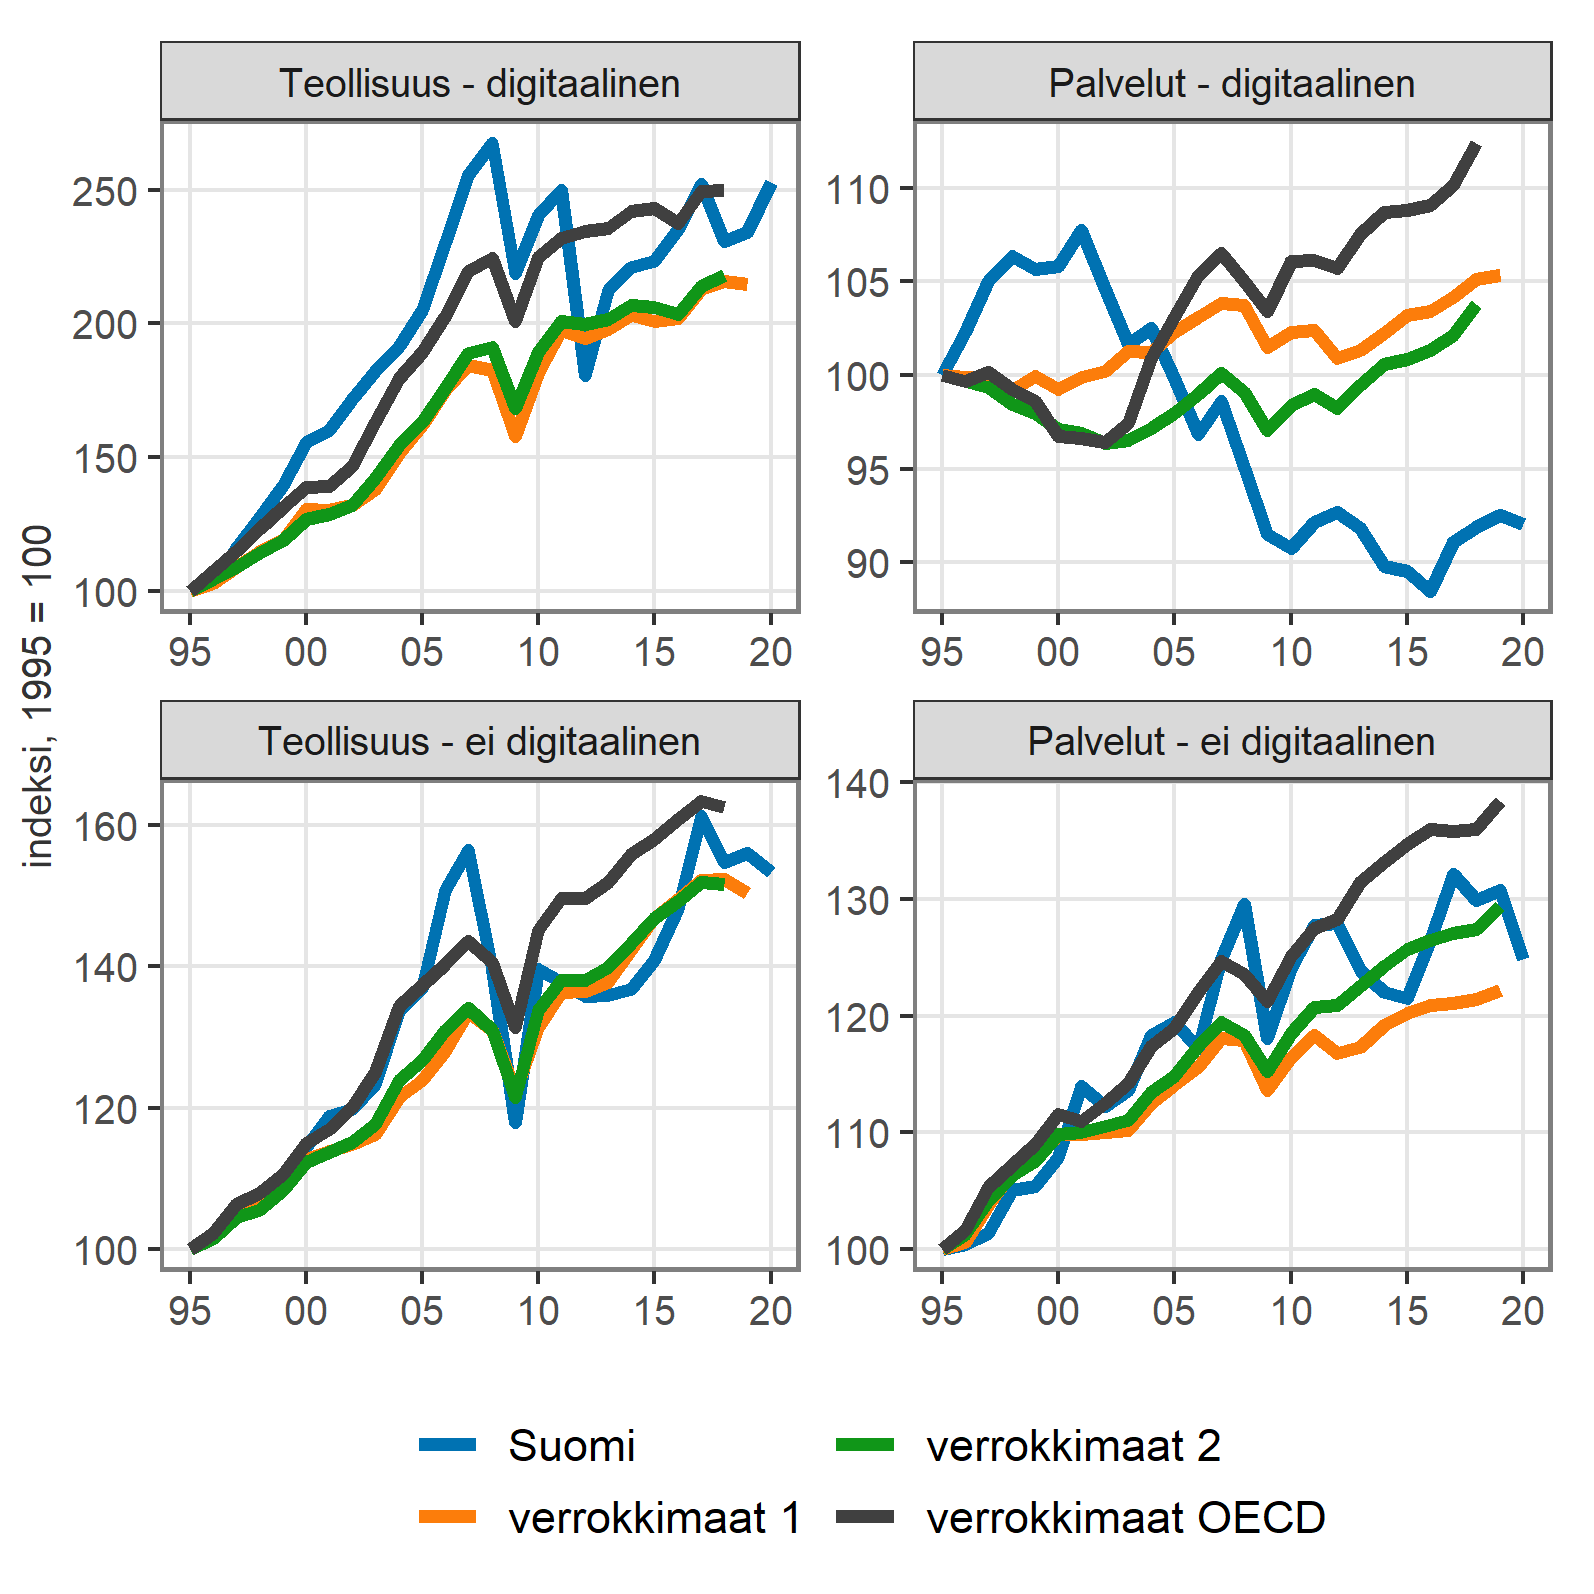 Teollisuus - digitaalinen
Palvelut - digitaalinen
indeksi, 1995 = 100
250
200
150
100
95 00 05 10 15 20
110
105
100
95
90
95 00 05 10 15 20
Teollisuus - ei digitaalinen
Palvelut - ei digitaalinen
160
140
120
100
95 00 05 10 15 20
140
130
120
110
100
95 00 05 10 15 20
Suomi
verrokkimaat 1
verrokkimaat 2
verrokkimaat OECD